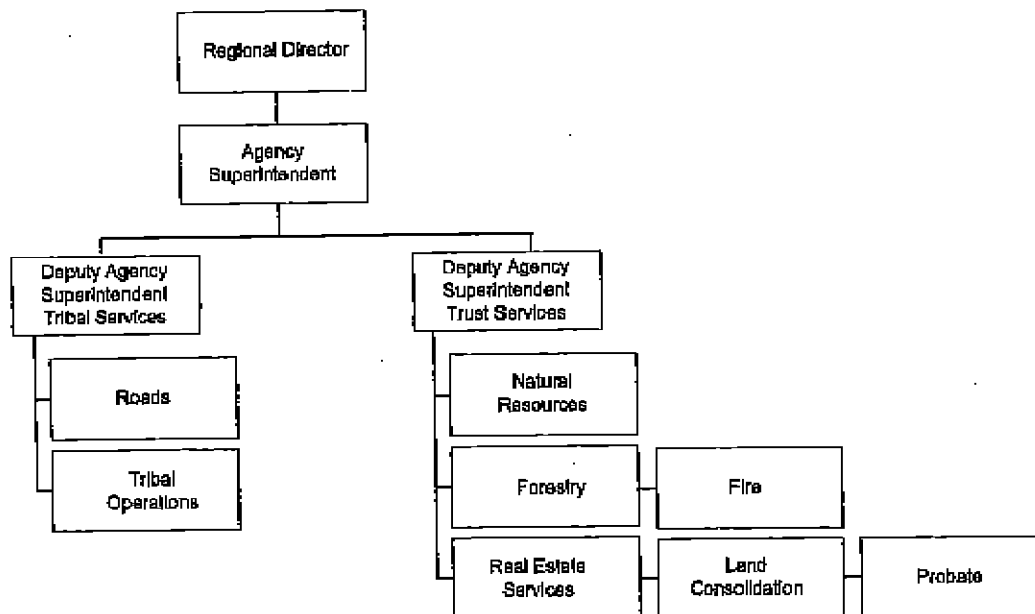 Regional Director
Agency
Superintendent
Deputy Agency
Superintendent
Tribal Services
Deputy Agency
Superintendent
Trust Services
Roads
Natural
Resources
Tribal
Operations
Forestry
Fire
Real Estate
Services
Land
Consolidation
Probate